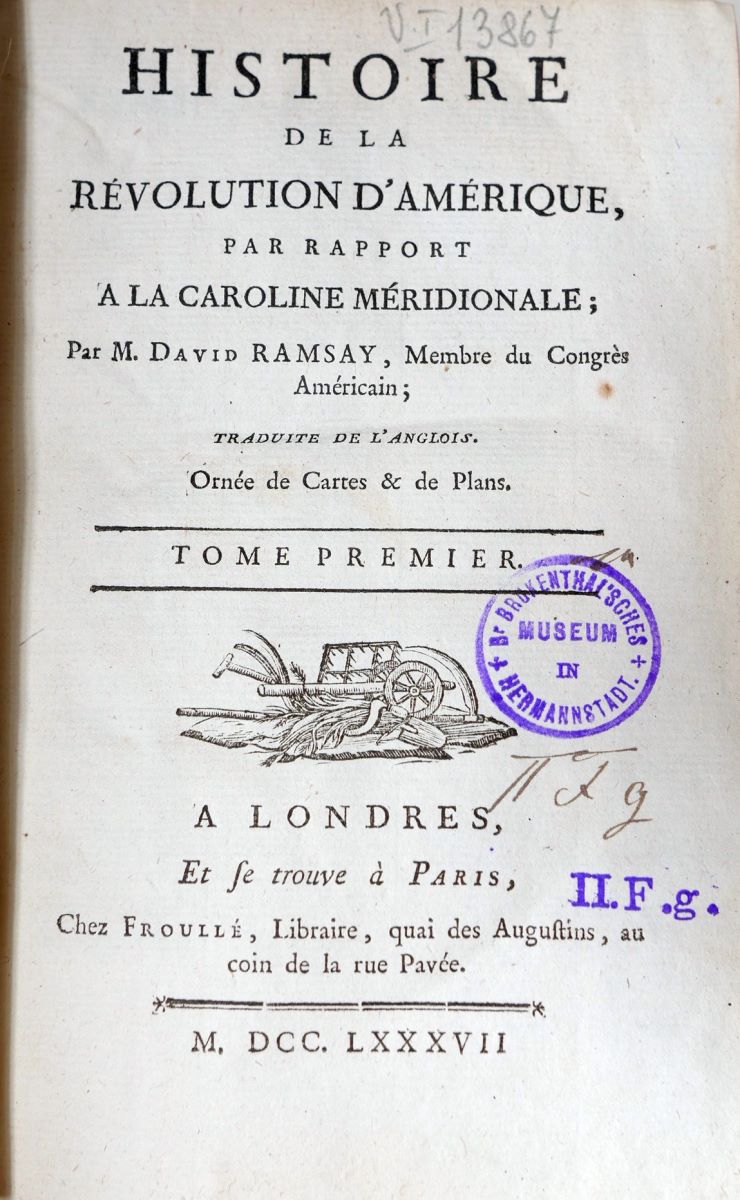 V.I 13867
HISTOIRE
DE LA
RÉVOLUTION D'AMÉRIQUE,
PAR RAPPORT
A LA CAROLINE MÉRIDIONALE;
Par M. DAVID RAMSAY, Membre du Congrès
Américain;
TRADUITE DE L'ANGLOIS.
Ornée de Cartes & de Plans.
TOME PREMIER.
Br BRUKENTHAL'SCHES
MUSEUM
IN
HERMANNSTADT.
A LONDRES,
II F g
Et ſe trouve à PARIS,
II.F.g.
Chez FROULLÉ, Libraire, quai des Auguſtins, au
coin de la rue Pavée.
M. DCC. LXXXVII